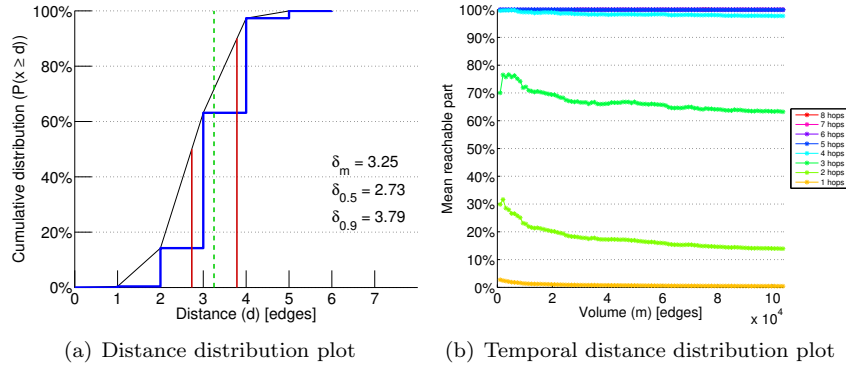 100%
80%
60%
40%
20%
0%
Cumulative distribution (P(x ≥ d))
δm = 3.25
δ0.5 = 2.73
δ0.9 = 3.79
0 1 2 3 4 5 6 7
Distance (d) [edges]
(a) Distance distribution plot
100%
90%
80%
70%
60%
50%
40%
30%
20%
10%
0%
Mean reachable part
0 2 4 6 8 10
x 10^4
Volume (m) [edges]
8 hops
7 hops
6 hops
5 hops
4 hops
3 hops
2 hops
1 hops
(b) Temporal distance distribution plot